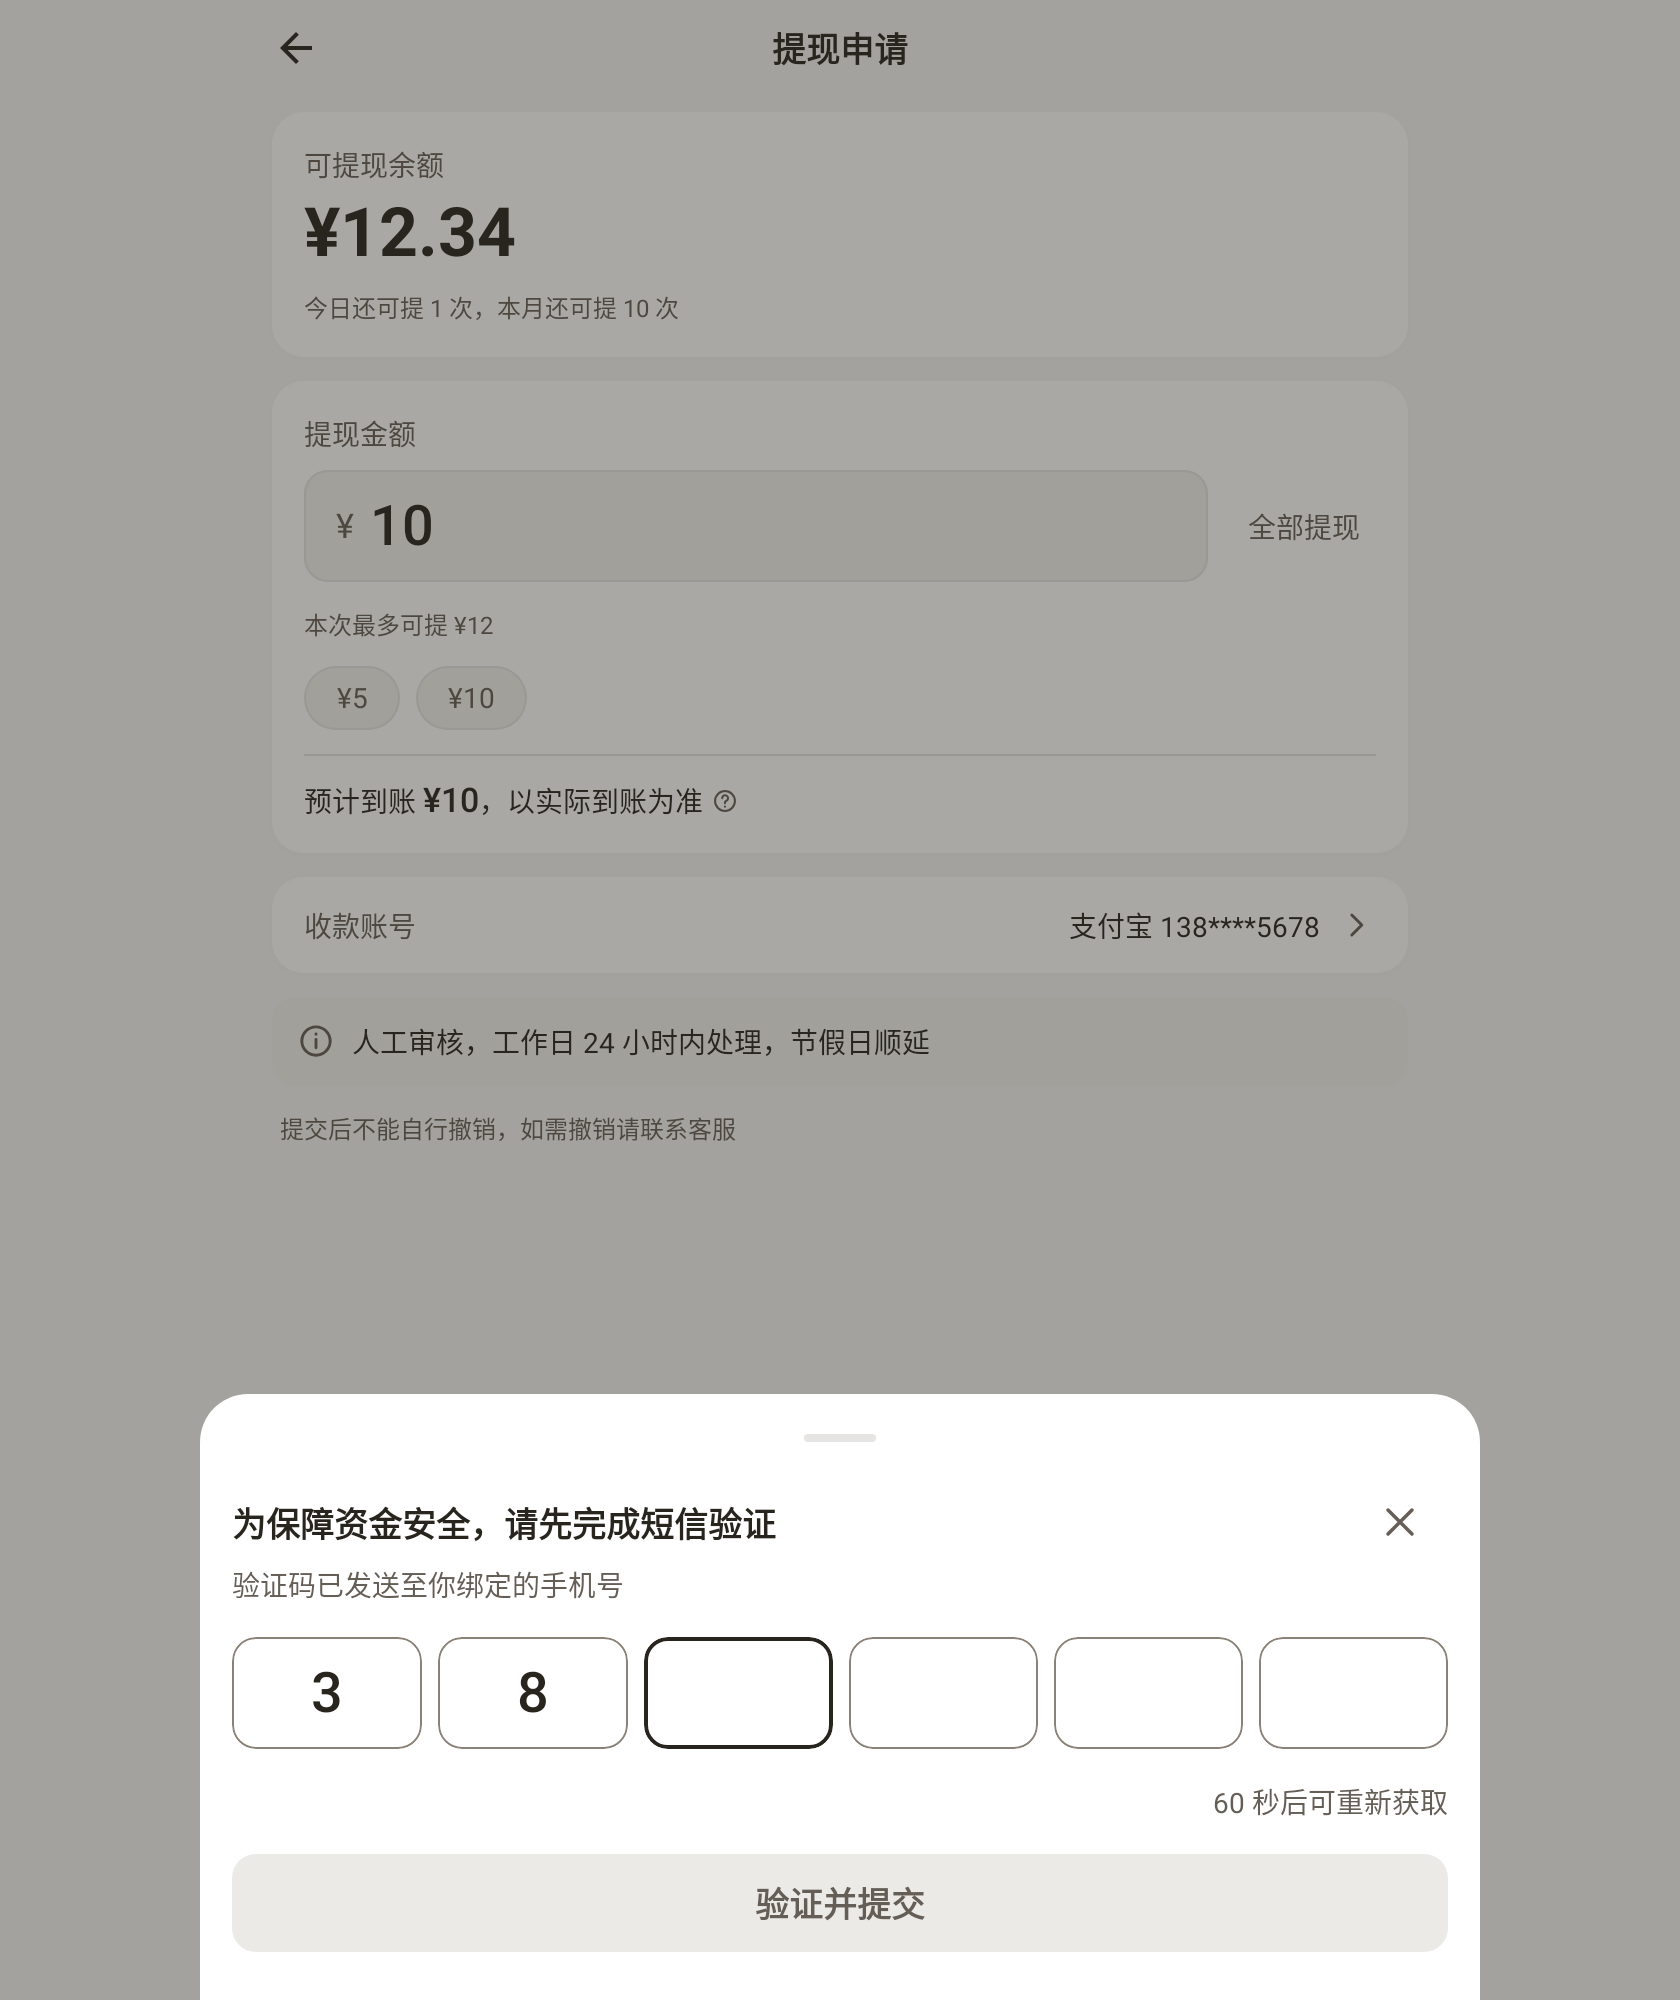 提现申请
可提现余额
¥12.34
今日还可提 1 次，本月还可提 10 次
提现金额
¥ 10
全部提现
本次最多可提 ¥12
¥5 ¥10
预计到账 ¥10，以实际到账为准
收款账号 支付宝 138****5678
人工审核，工作日 24 小时内处理，节假日顺延
提交后不能自行撤销，如需撤销请联系客服
为保障资金安全，请先完成短信验证
验证码已发送至你绑定的手机号
3 8
60 秒后可重新获取
验证并提交